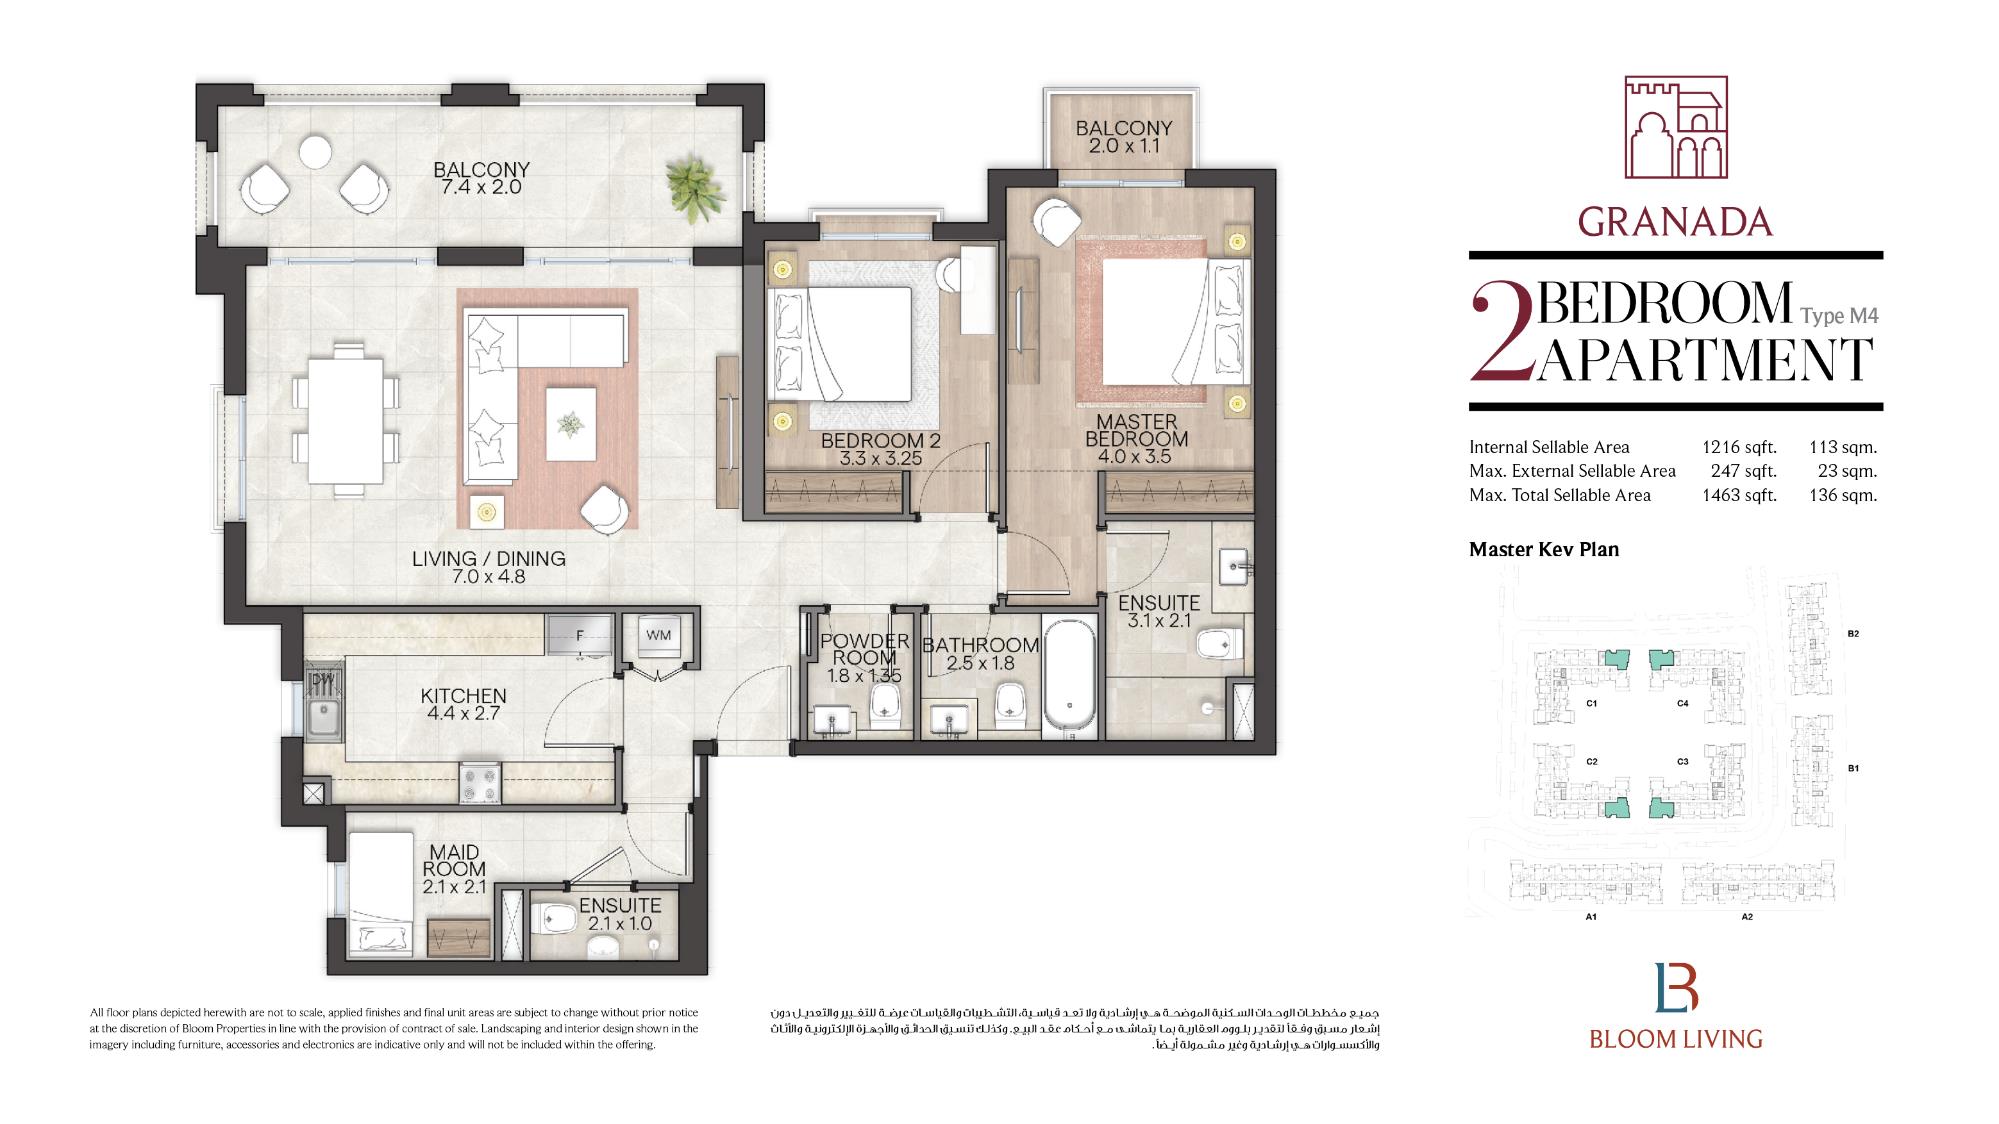 BALCONY
7.4 x 2.0
BALCONY
2.0 x 1.1
BEDROOM 2
3.3 x 3.25
MASTER
BEDROOM
4.0 x 3.5
LIVING / DINING
7.0 x 4.8
KITCHEN
4.4 x 2.7
F
WM
DW
POWDER
ROOM
1.8 x 1.35
BATHROOM
2.5 x 1.8
ENSUITE
3.1 x 2.1
MAID
ROOM
2.1 x 2.1
ENSUITE
2.1 x 1.0
GRANADA
2 BEDROOM Type M4
APARTMENT
Internal Sellable Area 1216 sqft. 113 sqm.
Max. External Sellable Area 247 sqft. 23 sqm.
Max. Total Sellable Area 1463 sqft. 136 sqm.
Master Key Plan
B2
C1
C4
C2
C3
B1
A1
A2
BLOOM LIVING
All floor plans depicted herewith are not to scale, applied finishes and final unit areas are subject to change without prior notice
at the discretion of Bloom Properties in line with the provision of contract of sale. Landscaping and interior design shown in the
imagery including furniture, accessories and electronics are indicative only and will not be included within the offering.
جميع مخططات الوحدات السكنية الموضحة هي إرشادية ولا تعد قياسية، التشطيبات والقياسات عرضة للتغيير والتعديل دون
إشعار مسبق وفقاً لتقدير بلووم العقارية بما يتماشى مع أحكام عقد البيع. وكذلك تنسيق الحدائق والأجهزة الإلكترونية والأثاث
والأكسسوارات هي إرشادية وغير مشمولة أيضاً.